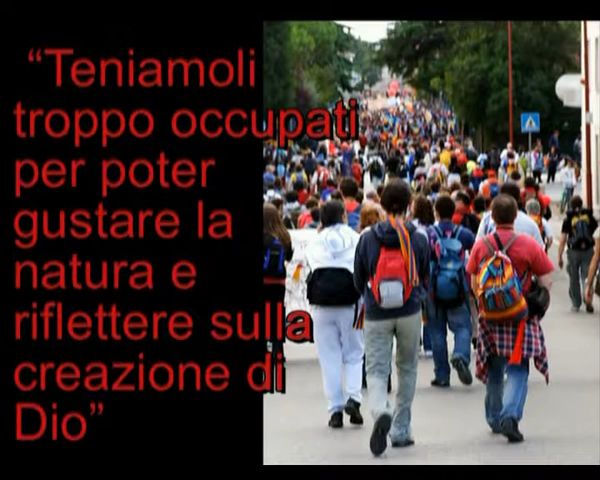 “Teniamoli
troppo occupati
per poter
gustare la
natura e
riflettere sulla
creazione di
Dio”